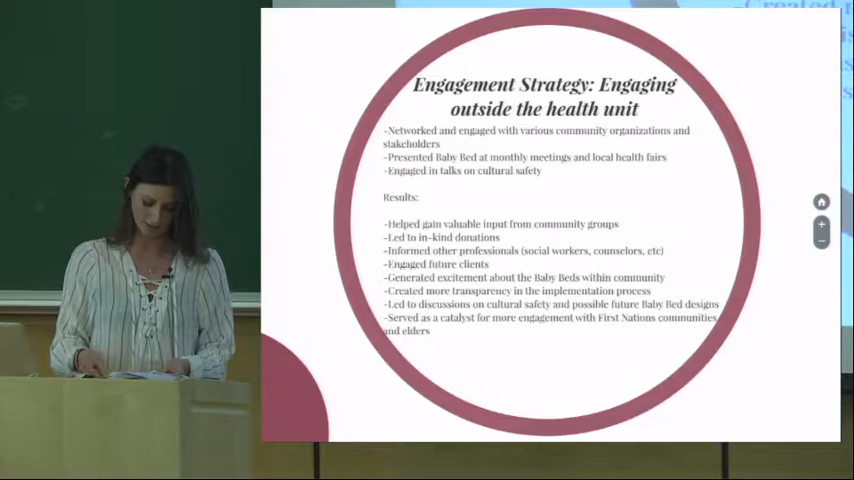 Created
Engagement Strategy: Engaging
outside the health unit
-Networked and engaged with various community organizations and
stakeholders
-Presented Baby Bed at monthly meetings and local health fairs
-Engaged in talks on cultural safety
Results:
-Helped gain valuable input from community groups
-Led to in-kind donations
-Informed other professionals (social workers, counselors, etc)
-Engaged future clients
-Generated excitement about the Baby Beds within community
-Created more transparency in the implementation process
-Led to discussions on cultural safety and possible future Baby Bed designs
-Served as a catalyst for more engagement with First Nations communities
and elders